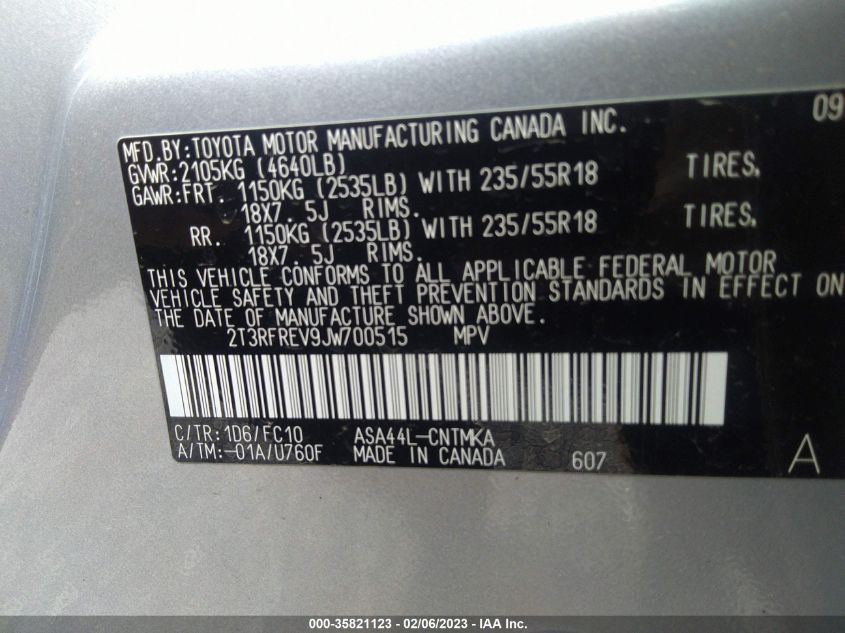 09
MFD. BY: TOYOTA MOTOR MANUFACTURING CANADA INC.
GVWR: 2105KG (4640LB)
GAWR: FRT. 1150KG (2535LB) WITH 235/55R18 TIRES,
18X7. 5J RIMS.
RR. 1150KG (2535LB) WITH 235/55R18 TIRES,
18X7. 5J RIMS.
THIS VEHICLE CONFORMS TO ALL APPLICABLE FEDERAL MOTOR
VEHICLE SAFETY AND THEFT PREVENTION STANDARDS IN EFFECT ON
THE DATE OF MANUFACTURE SHOWN ABOVE.
2T3RFREV9JW700515 MPV
C/TR: 1D6/FC10 ASA44L-CNTMKA
A/TM: -01A/U760F MADE IN CANADA 607 A
000-35821123 - 02/06/2023 - IAA Inc.